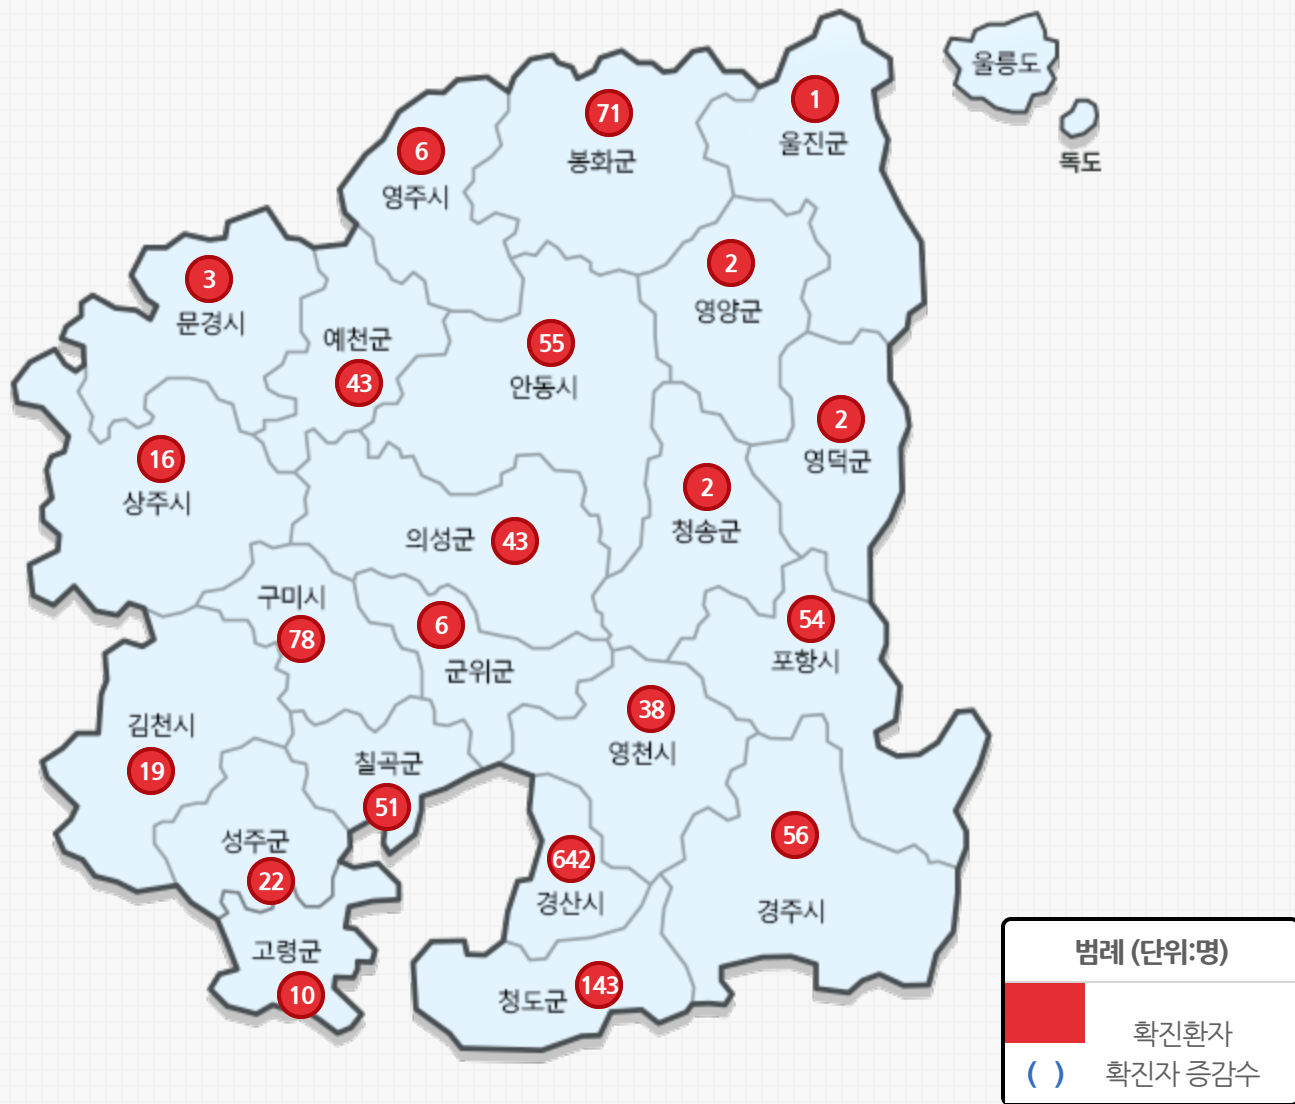 울릉도
독도
1
울진군
71
봉화군
6
영주시
2
영양군
3
문경시
예천군
43
55
안동시
2
영덕군
16
상주시
2
청송군
의성군 43
구미시
78
6
군위군
54
포항시
38
영천시
김천시
19
칠곡군
51
성주군
22
642
경산시
56
경주시
고령군
10
청도군 143
범례 (단위:명)
확진환자
( ) 확진자 증감수